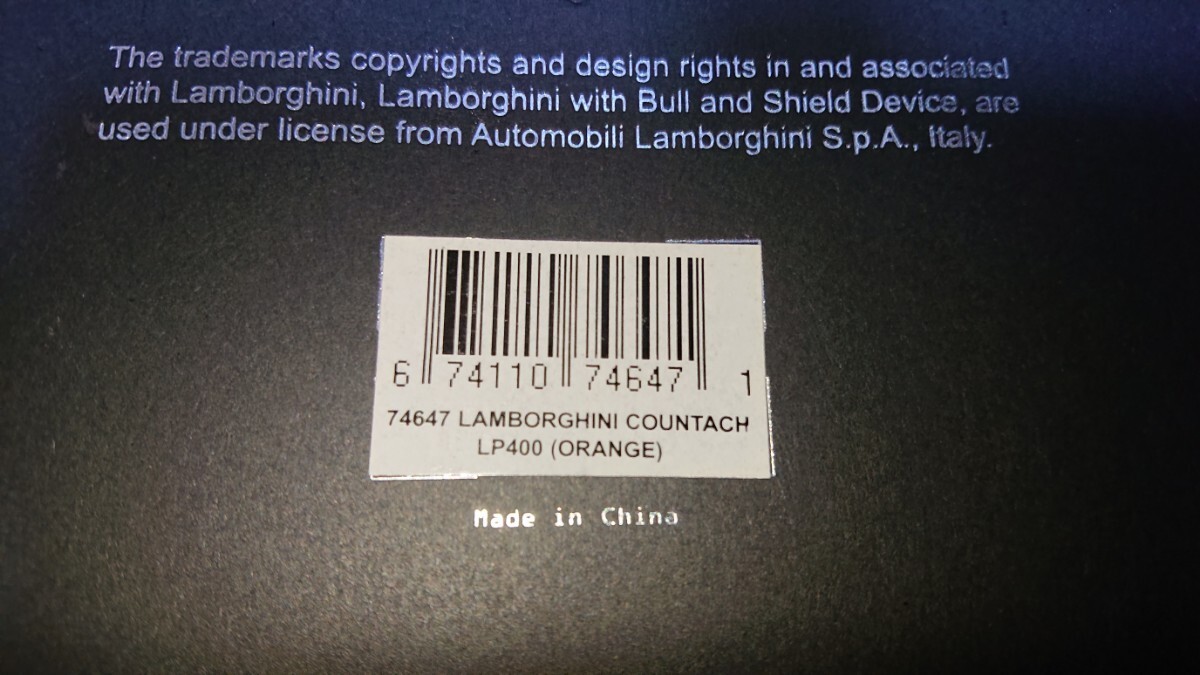 The trademarks copyrights and design rights in and associated
with Lamborghini, Lamborghini with Bull and Shield Device, are
used under license from Automobili Lamborghini S.p.A., Italy.
6 74110 74647 1
74647 LAMBORGHINI COUNTACH
LP400 (ORANGE)
Made in China